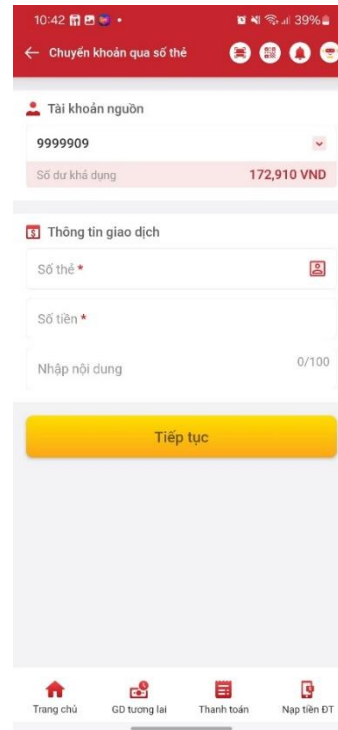 10:42 39%
Chuyển khoản qua số thẻ
Tài khoản nguồn
9999909
Số dư khả dụng 172,910 VND
Thông tin giao dịch
Số thẻ *
Số tiền *
Nhập nội dung 0/100
Tiếp tục
Trang chủ GD tương lai Thanh toán Nạp tiền ĐT